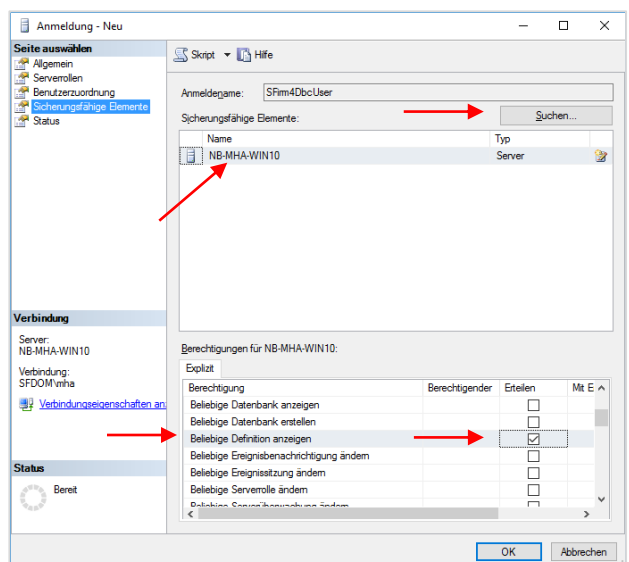 Anmeldung - Neu
Seite auswählen
Allgemein
Serverrollen
Benutzerzuordnung
Sicherungsfähige Elemente
Status
Skript
Hilfe
Anmeldename:
SFirm4DbcUser
Sicherungsfähige Elemente:
Suchen...
Name
Typ
NB-MHA-WIN10
Server
Verbindung
Server:
NB-MHA-WIN10
Verbindung:
SFDOM\mha
Verbindungseigenschaften an
Status
Bereit
Berechtigungen für NB-MHA-WIN10:
Explizit
Berechtigung
Berechtigender
Erteilen
Mit E
Beliebige Datenbank anzeigen
Beliebige Datenbank erstellen
Beliebige Definition anzeigen
Beliebige Ereignisbenachrichtigung ändern
Beliebige Ereignissitzung ändern
Beliebige Serverrolle ändern
Beliebige Serverüberwachung ändern
OK
Abbrechen